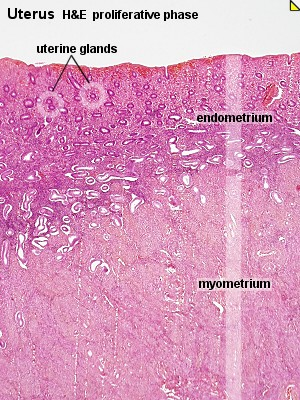 Uterus H&E proliferative phase
uterine glands
endometrium
myometrium